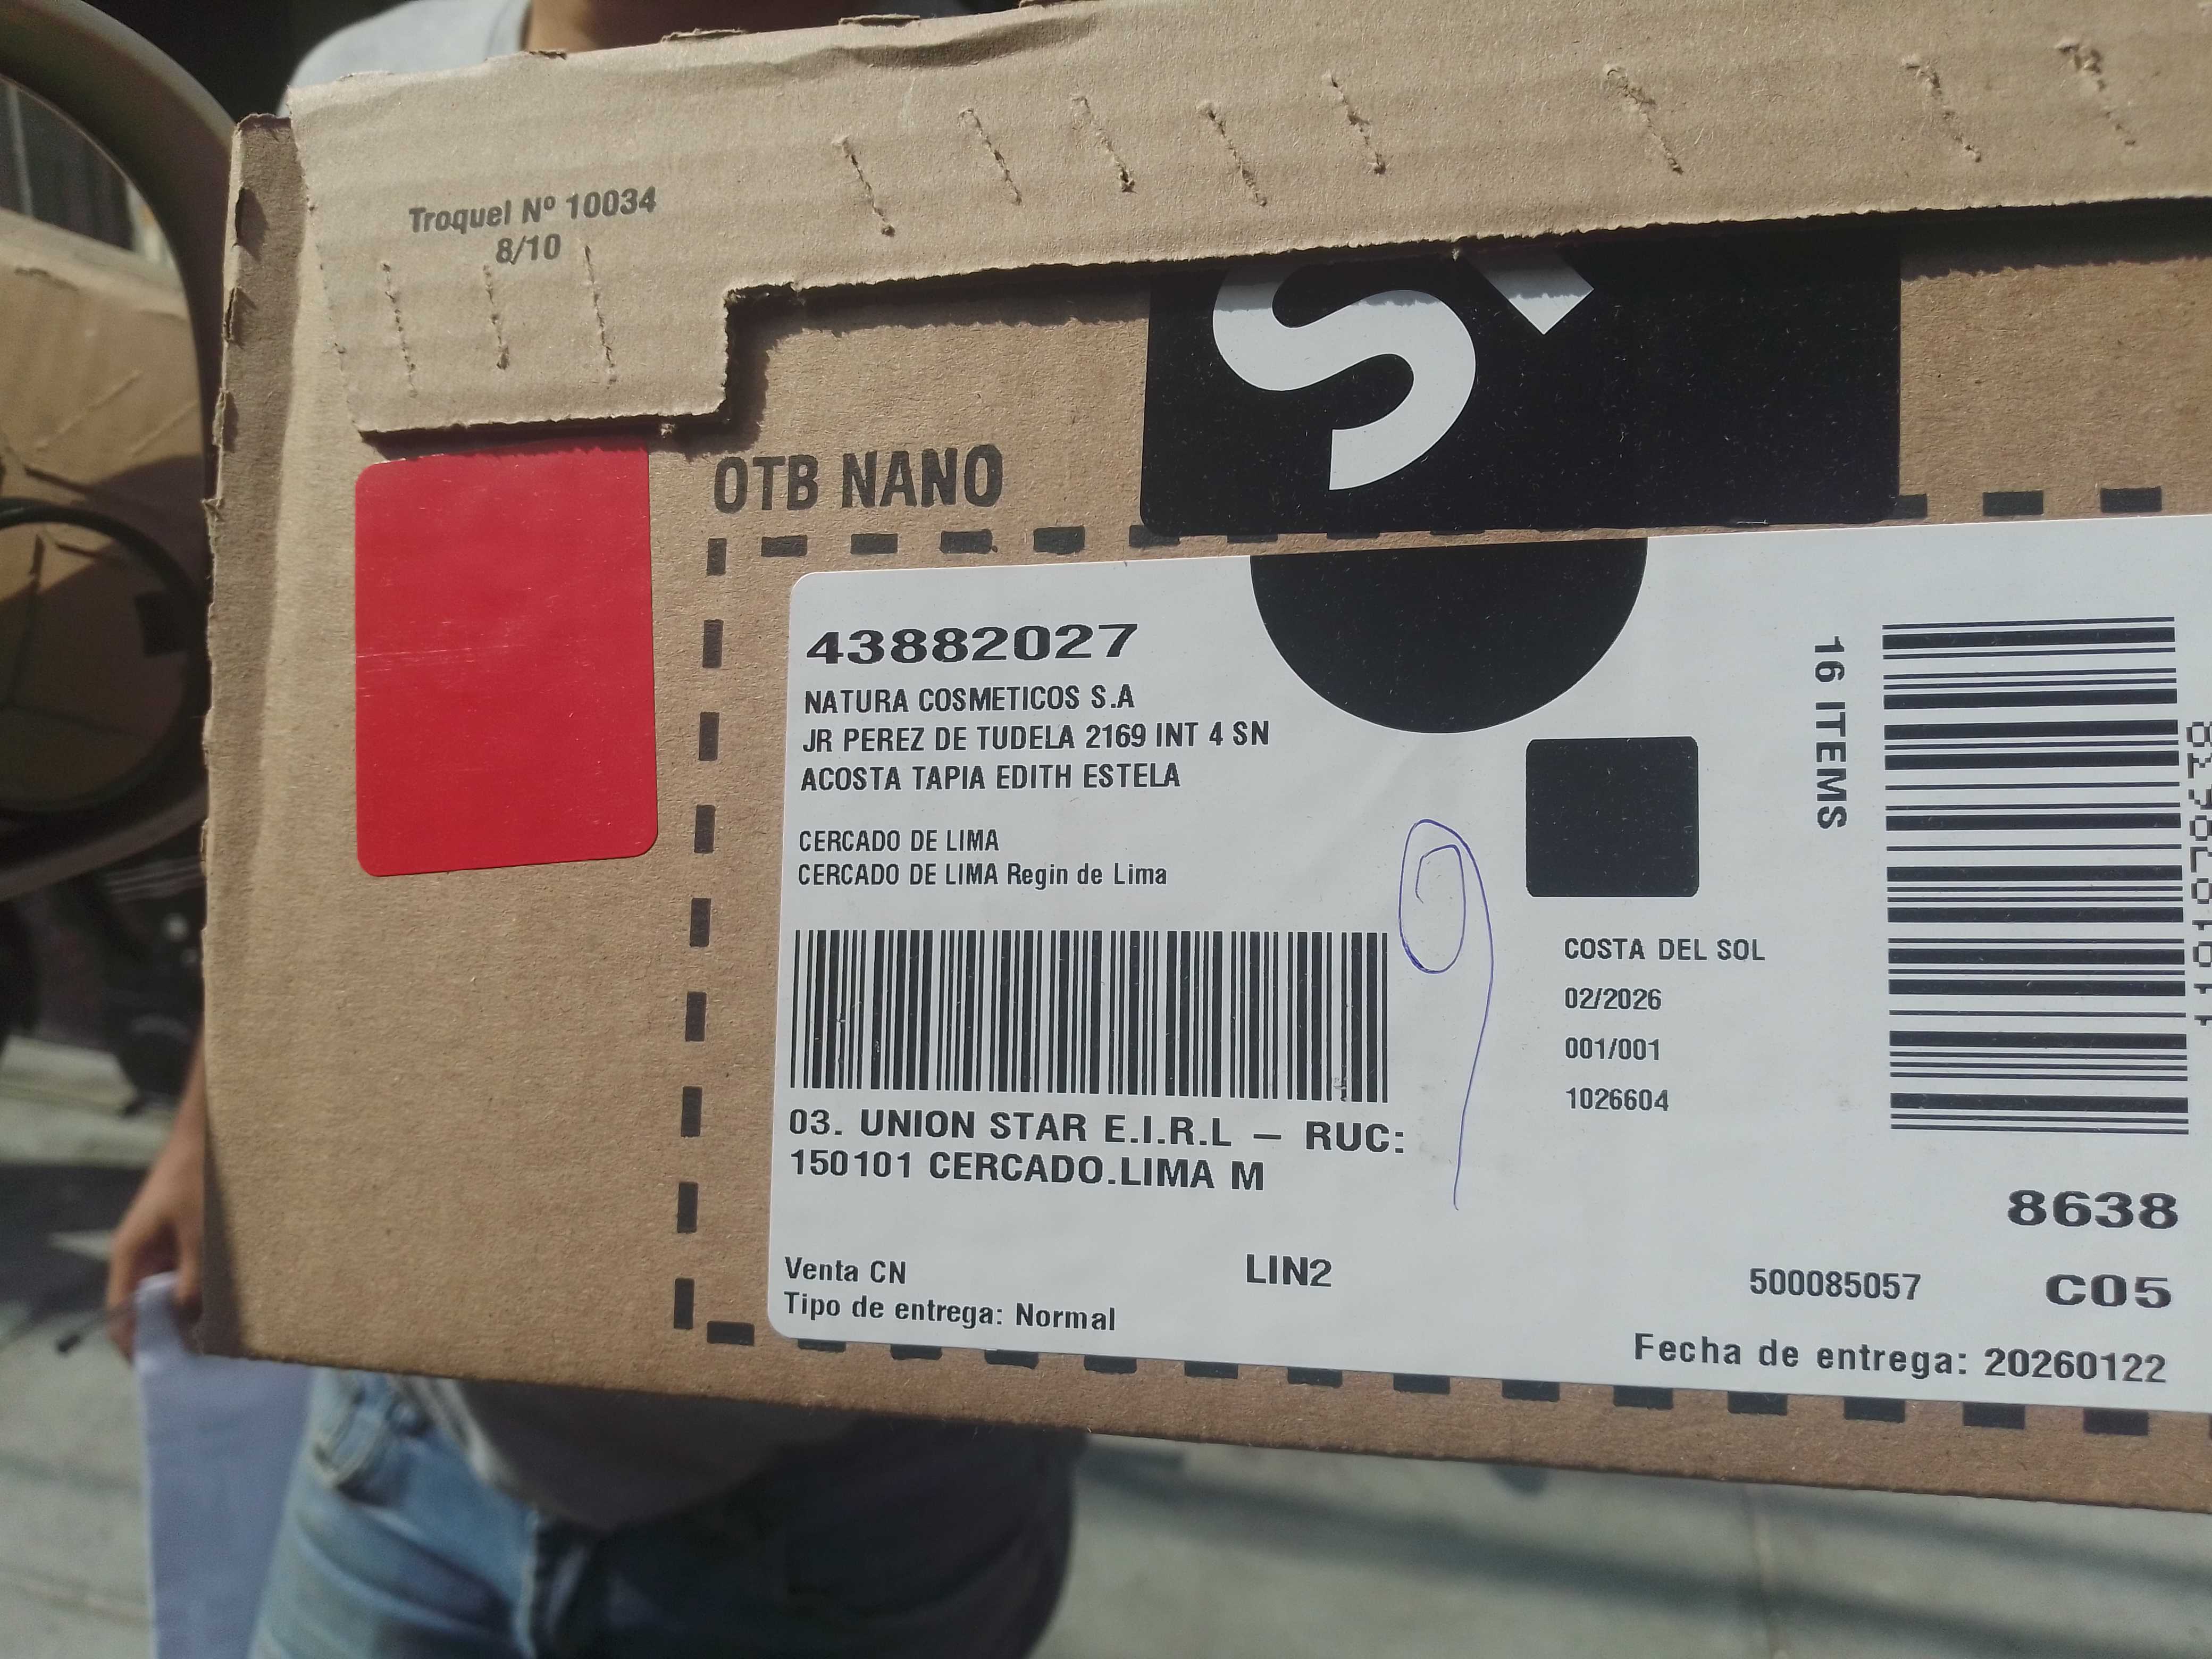 Troquel Nº 10034
8/10
OTB NANO
43882027
NATURA COSMETICOS S.A
JR PEREZ DE TUDELA 2169 INT 4 SN
ACOSTA TAPIA EDITH ESTELA
CERCADO DE LIMA
CERCADO DE LIMA Regin de Lima
16 ITEMS
9
COSTA DEL SOL
02/2026
001/001
1026604
03. UNION STAR E.I.R.L – RUC:
150101 CERCADO.LIMA M
8638
Venta CN
LIN2
500085057
C05
Tipo de entrega: Normal
Fecha de entrega: 20260122